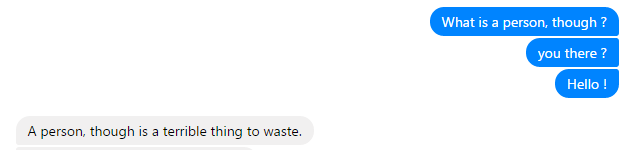 What is a person, though ?
you there ?
Hello !
A person, though is a terrible thing to waste.